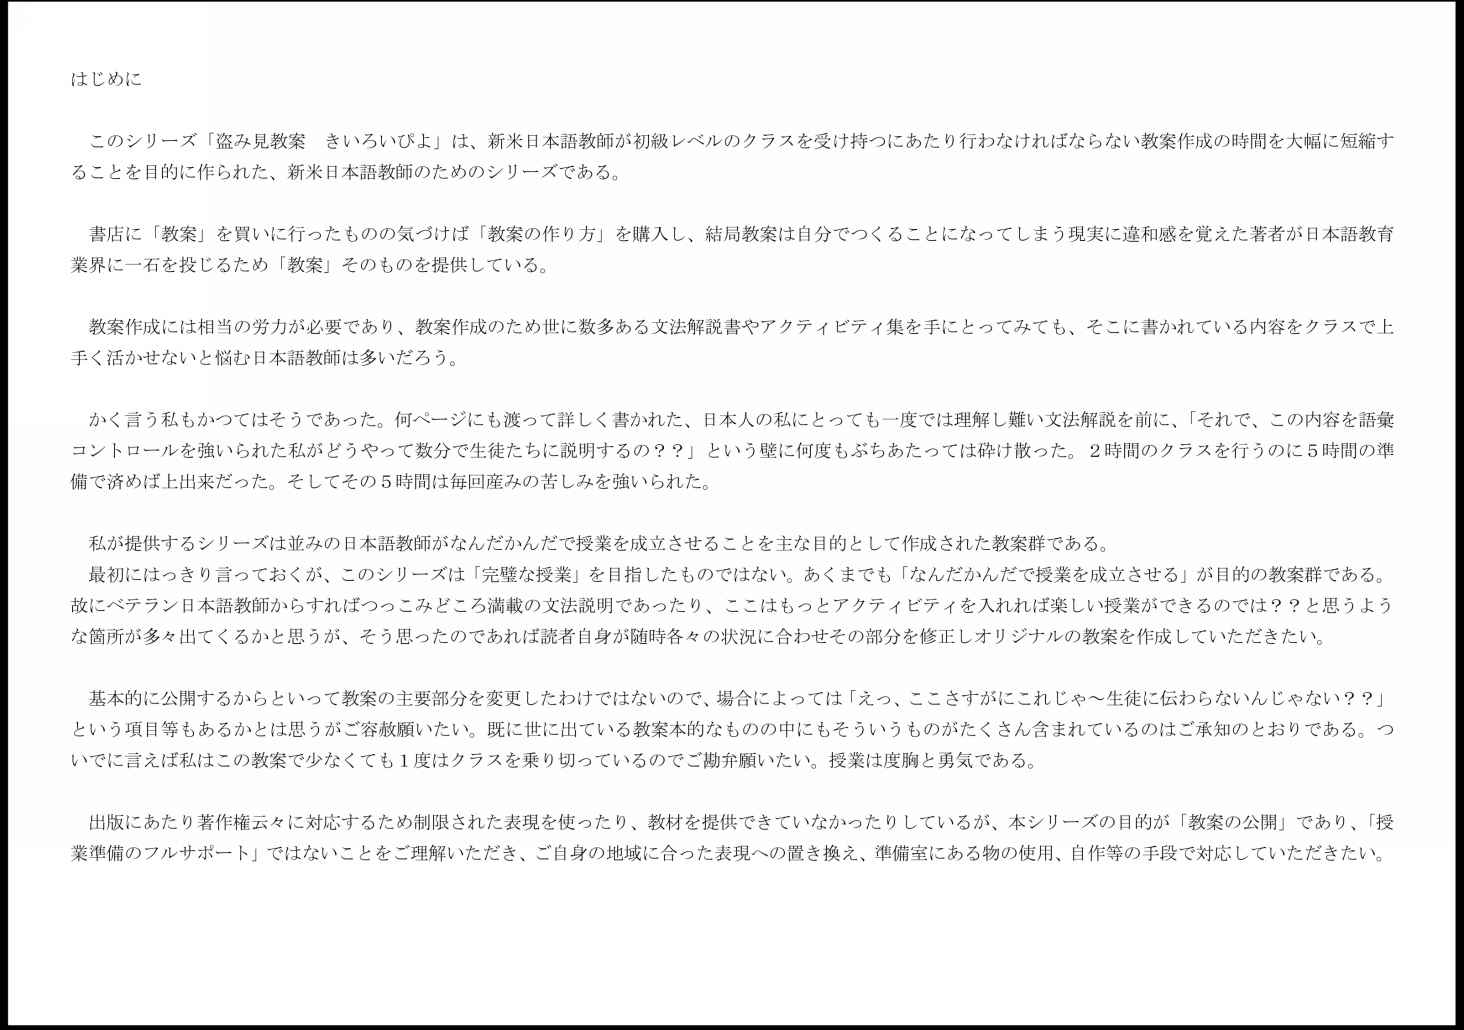 はじめに
　このシリーズ「盗み見教案　きいろいぴよ」は、新米日本語教師が初級レベルのクラスを受け持つにあたり行わなければならない教案作成の時間を大幅に短縮す
ることを目的に作られた、新米日本語教師のためのシリーズである。
　書店に「教案」を買いに行ったものの気づけば「教案の作り方」を購入し、結局教案は自分でつくることになってしまう現実に違和感を覚えた著者が日本語教育
業界に一石を投じるため「教案」そのものを提供している。
　教案作成には相当の労力が必要であり、教案作成のため世に数多ある文法解説書やアクティビティ集を手にとってみても、そこに書かれている内容をクラスで上
手く活かせないと悩む日本語教師は多いだろう。
　かく言う私もかつてはそうであった。何ページにも渡って詳しく書かれた、日本人の私にとっても一度では理解し難い文法解説を前に、「それで、この内容を語彙
コントロールを強いられた私がどうやって数分で生徒たちに説明するの？？」という壁に何度もぶちあたっては砕け散った。２時間のクラスを行うのに５時間の準
備で済めば上出来だった。そしてその５時間は毎回産みの苦しみを強いられた。
　私が提供するシリーズは並みの日本語教師がなんだかんだで授業を成立させることを主な目的として作成された教案群である。
　最初にはっきり言っておくが、このシリーズは「完璧な授業」を目指したものではない。あくまでも「なんだかんだで授業を成立させる」が目的の教案群である。
故にベテラン日本語教師からすればつっこみどころ満載の文法説明であったり、ここはもっとアクティビティを入れれば楽しい授業ができるのでは？？と思うよう
な箇所が多々出てくるかと思うが、そう思ったのであれば読者自身が随時各々の状況に合わせその部分を修正しオリジナルの教案を作成していただきたい。
　基本的に公開するからといって教案の主要部分を変更したわけではないので、場合によっては「えっ、ここさすがにこれじゃ～生徒に伝わらないんじゃない？？」
という項目等もあるかとは思うがご容赦願いたい。既に世に出ている教案本的なものの中にもそういうものがたくさん含まれているのはご承知のとおりである。つ
いでに言えば私はこの教案で少なくても１度はクラスを乗り切っているのでご勘弁願いたい。授業は度胸と勇気である。
　出版にあたり著作権云々に対応するため制限された表現を使ったり、教材を提供できていなかったりしているが、本シリーズの目的が「教案の公開」であり、「授
業準備のフルサポート」ではないことをご理解いただき、ご自身の地域に合った表現への置き換え、準備室にある物の使用、自作等の手段で対応していただきたい。